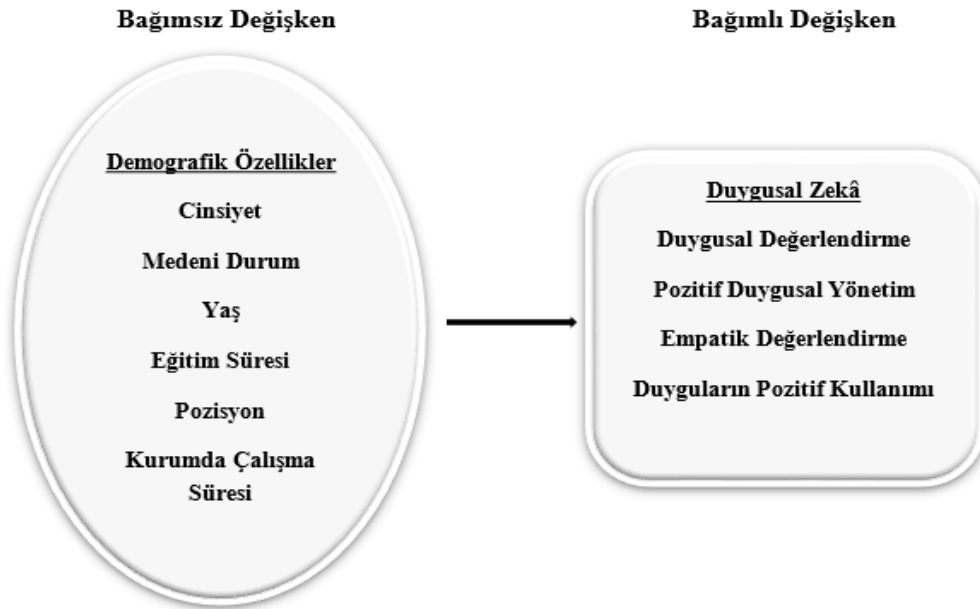 Bağımsız Değişken
Bağımlı Değişken
Demografik Özellikler
Cinsiyet
Medeni Durum
Yaş
Eğitim Süresi
Pozisyon
Kurumda Çalışma
Süresi
Duygusal Zekâ
Duygusal Değerlendirme
Pozitif Duygusal Yönetim
Empatik Değerlendirme
Duyguların Pozitif Kullanımı